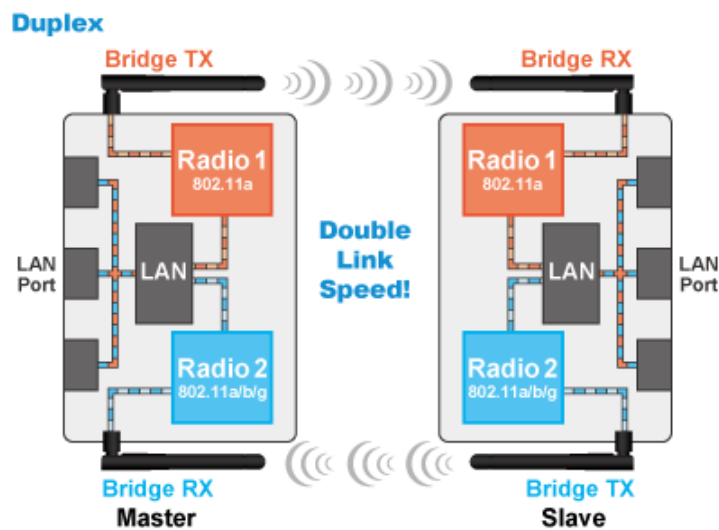 Duplex
Bridge TX
Bridge RX
Radio 1
802.11a
Radio 1
802.11a
LAN
Port
LAN
Double
Link
Speed!
LAN
LAN
Port
Radio 2
802.11a/b/g
Radio 2
802.11a/b/g
Bridge RX
Bridge TX
Master
Slave